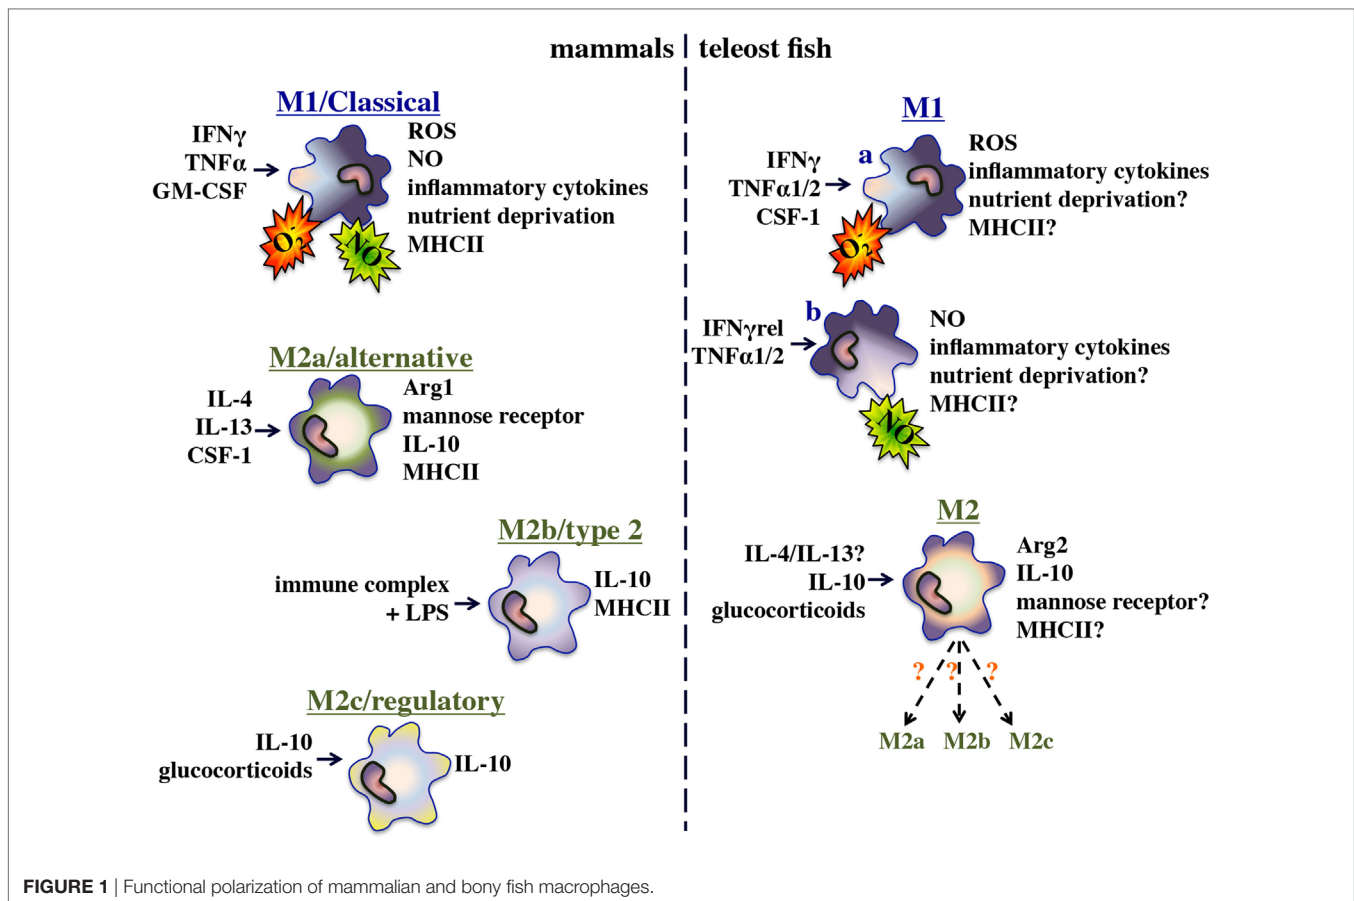 mammals | teleost fish
M1/Classical
IFNγ
TNFα
GM-CSF
ROS
NO
inflammatory cytokines
nutrient deprivation
MHCII
O₂⁻
NO
M2a/alternative
IL-4
IL-13
CSF-1
Arg1
mannose receptor
IL-10
MHCII
M2b/type 2
immune complex
+ LPS
IL-10
MHCII
M2c/regulatory
IL-10
glucocorticoids
IL-10
M1
a
IFNγ
TNFα1/2
CSF-1
ROS
inflammatory cytokines
nutrient deprivation?
MHCII?
O₂⁻
b
IFNγrel
TNFα1/2
NO
inflammatory cytokines
nutrient deprivation?
MHCII?
NO
M2
IL-4/IL-13?
IL-10
glucocorticoids
Arg2
IL-10
mannose receptor?
MHCII?
? ? ?
M2a M2b M2c
FIGURE 1 | Functional polarization of mammalian and bony fish macrophages.